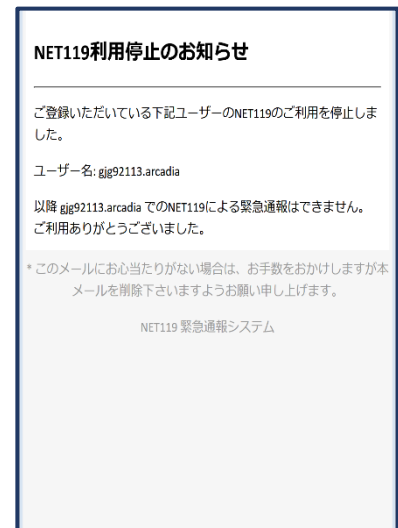 NET119利用停止のお知らせ
ご登録いただいている下記ユーザーのNET119のご利用を停止しま
した。
ユーザー名: gjg92113.arcadia
以降 gjg92113.arcadia でのNET119による緊急通報はできません。
ご利用ありがとうございました。
* このメールにお心当たりがない場合は、お手数をおかけしますが本
メールを削除下さいますようお願い申し上げます。
NET119 緊急通報システム